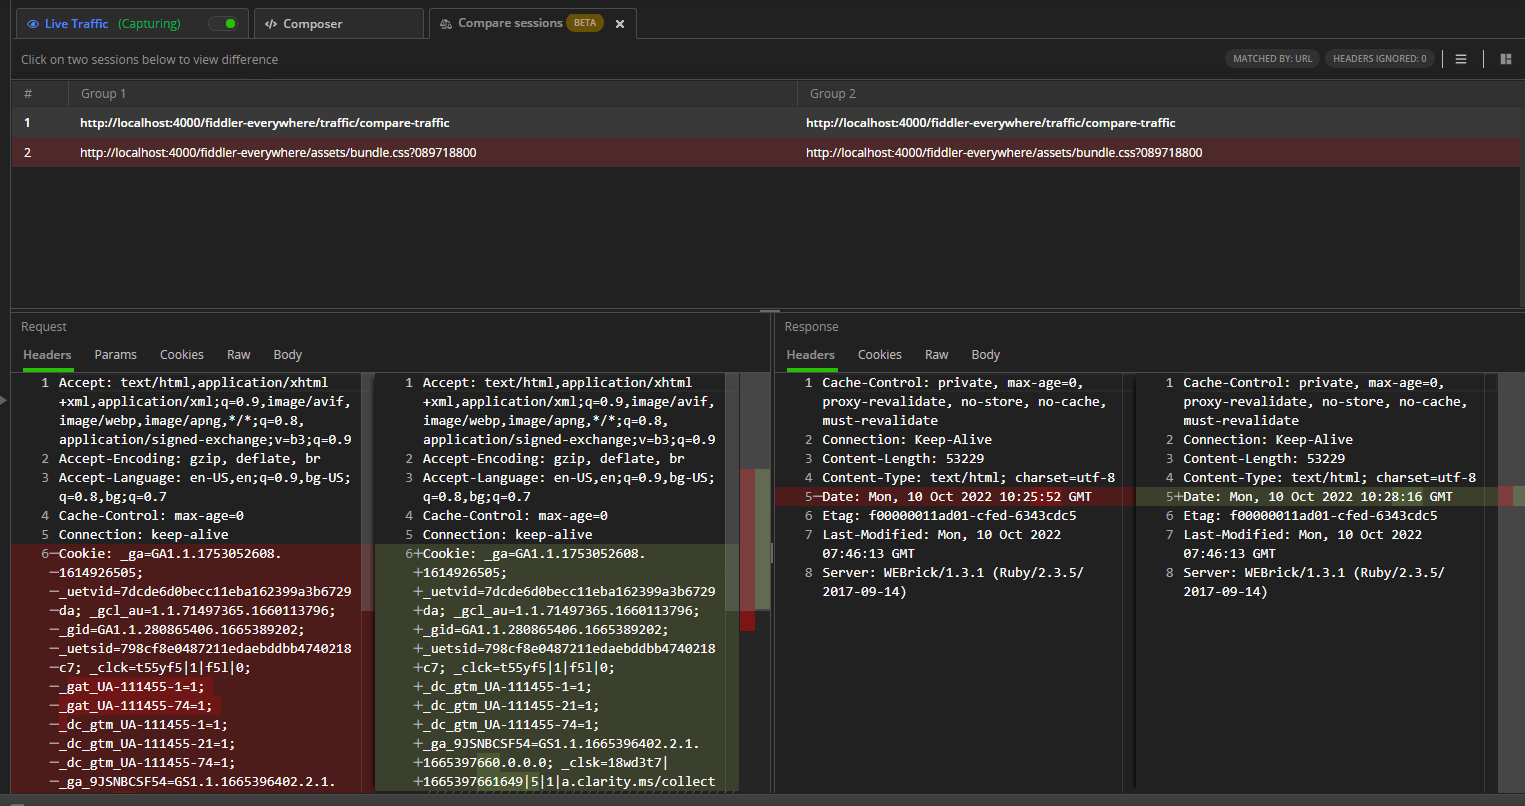 Live Traffic (Capturing)
</> Composer
Compare sessions BETA
Click on two sessions below to view difference
MATCHED BY: URL HEADERS IGNORED: 0
# Group 1 Group 2
1 http://localhost:4000/fiddler-everywhere/traffic/compare-traffic http://localhost:4000/fiddler-everywhere/traffic/compare-traffic
2 http://localhost:4000/fiddler-everywhere/assets/bundle.css?089718800 http://localhost:4000/fiddler-everywhere/assets/bundle.css?089718800
Request
Headers Params Cookies Raw Body
1 Accept: text/html,application/xhtml
+xml,application/xml;q=0.9,image/avif,
image/webp,image/apng,*/*;q=0.8,
application/signed-exchange;v=b3;q=0.9
2 Accept-Encoding: gzip, deflate, br
3 Accept-Language: en-US,en;q=0.9,bg-US;
q=0.8,bg;q=0.7
4 Cache-Control: max-age=0
5 Connection: keep-alive
6—Cookie: _ga=GA1.1.1753052608.
—1614926505;
—_uetvid=7dcde6d0becc11eba162399a3b6729
—da; _gcl_au=1.1.71497365.1660113796;
—_gid=GA1.1.280865406.1665389202;
—_uetsid=798cf8e0487211edaebddbb4740218
—c7; _clck=t55yf5|1|f5l|0;
—_gat_UA-111455-1=1;
—_gat_UA-111455-74=1;
—_dc_gtm_UA-111455-1=1;
—_dc_gtm_UA-111455-21=1;
—_dc_gtm_UA-111455-74=1;
—_ga_9JSNBCSF54=GS1.1.1665396402.2.1.
1 Accept: text/html,application/xhtml
+xml,application/xml;q=0.9,image/avif,
image/webp,image/apng,*/*;q=0.8,
application/signed-exchange;v=b3;q=0.9
2 Accept-Encoding: gzip, deflate, br
3 Accept-Language: en-US,en;q=0.9,bg-US;
q=0.8,bg;q=0.7
4 Cache-Control: max-age=0
5 Connection: keep-alive
6+Cookie: _ga=GA1.1.1753052608.
+1614926505;
+_uetvid=7dcde6d0becc11eba162399a3b6729
+da; _gcl_au=1.1.71497365.1660113796;
+_gid=GA1.1.280865406.1665389202;
+_uetsid=798cf8e0487211edaebddbb4740218
+c7; _clck=t55yf5|1|f5l|0;
+_dc_gtm_UA-111455-1=1;
+_dc_gtm_UA-111455-21=1;
+_dc_gtm_UA-111455-74=1;
+_ga_9JSNBCSF54=GS1.1.1665396402.2.1.
+1665397660.0.0.0; _clsk=18wd3t7|
+1665397661649|5|1|a.clarity.ms/collect
Response
Headers Cookies Raw Body
1 Cache-Control: private, max-age=0,
proxy-revalidate, no-store, no-cache,
must-revalidate
2 Connection: Keep-Alive
3 Content-Length: 53229
4 Content-Type: text/html; charset=utf-8
5—Date: Mon, 10 Oct 2022 10:25:52 GMT
6 Etag: f00000011ad01-cfed-6343cdc5
7 Last-Modified: Mon, 10 Oct 2022
07:46:13 GMT
8 Server: WEBrick/1.3.1 (Ruby/2.3.5/
2017-09-14)
1 Cache-Control: private, max-age=0,
proxy-revalidate, no-store, no-cache,
must-revalidate
2 Connection: Keep-Alive
3 Content-Length: 53229
4 Content-Type: text/html; charset=utf-8
5+Date: Mon, 10 Oct 2022 10:28:16 GMT
6 Etag: f00000011ad01-cfed-6343cdc5
7 Last-Modified: Mon, 10 Oct 2022
07:46:13 GMT
8 Server: WEBrick/1.3.1 (Ruby/2.3.5/
2017-09-14)